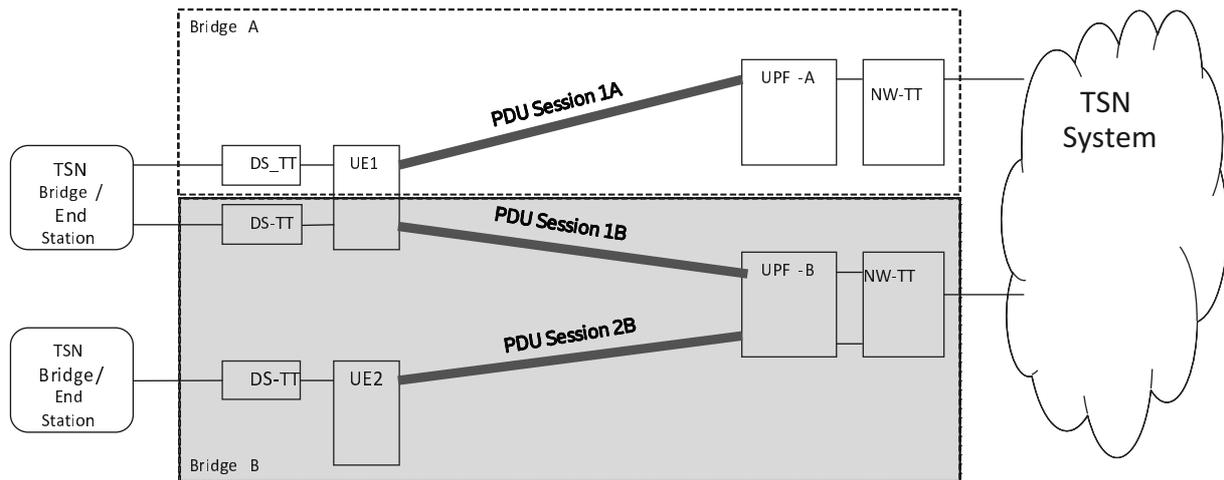 Bridge A
UPF -A
NW-TT
PDU Session 1A
TSN
System
TSN
Bridge /
End
Station
DS_TT
UE1
DS-TT
PDU Session 1B
UPF -B
NW-TT
PDU Session 2B
TSN
Bridge/
End
Station
DS-TT
UE2
Bridge B